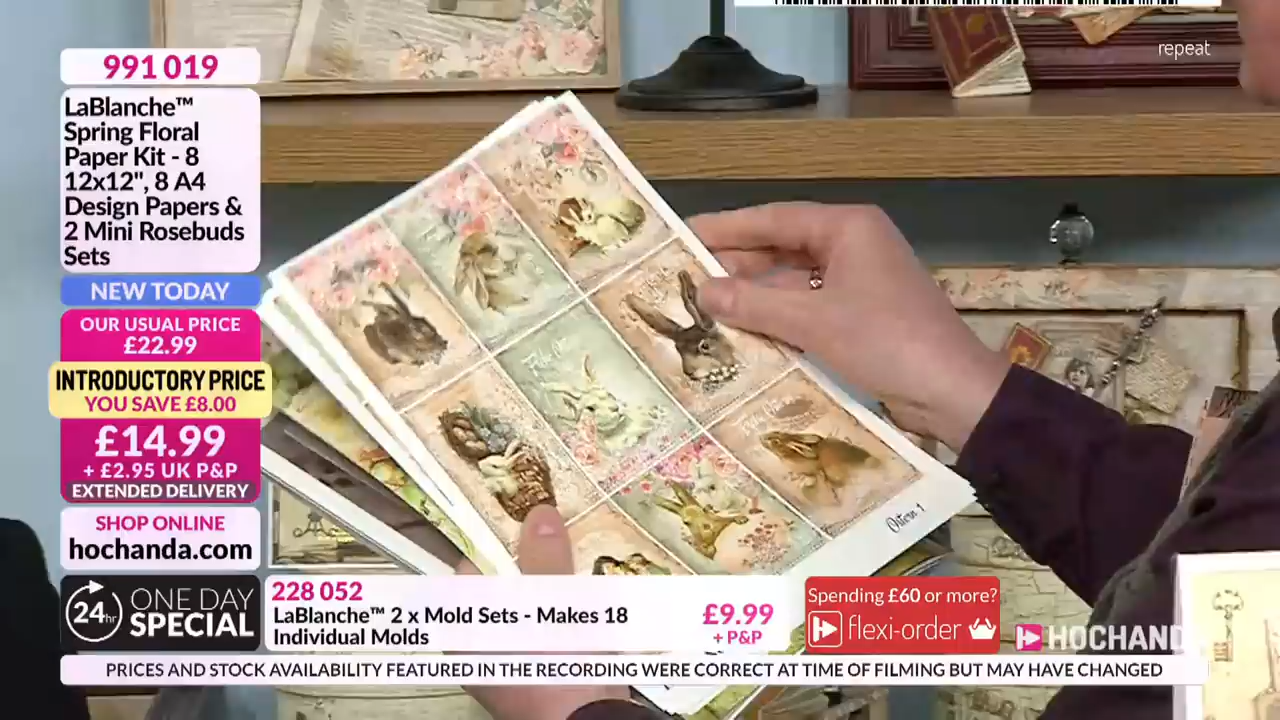 repeat
991 019
LaBlanche™
Spring Floral
Paper Kit - 8
12x12", 8 A4
Design Papers &
2 Mini Rosebuds
Sets
NEW TODAY
OUR USUAL PRICE
£22.99
INTRODUCTORY PRICE
YOU SAVE £8.00
£14.99
+ £2.95 UK P&P
EXTENDED DELIVERY
SHOP ONLINE
hochanda.com
24hr
ONE DAY
SPECIAL
228 052
LaBlanche™ 2 x Mold Sets - Makes 18
Individual Molds
£9.99
+ P&P
Spending £60 or more?
flexi-order
HOCHAND
Ostern 1
PRICES AND STOCK AVAILABILITY FEATURED IN THE RECORDING WERE CORRECT AT TIME OF FILMING BUT MAY HAVE CHANGED